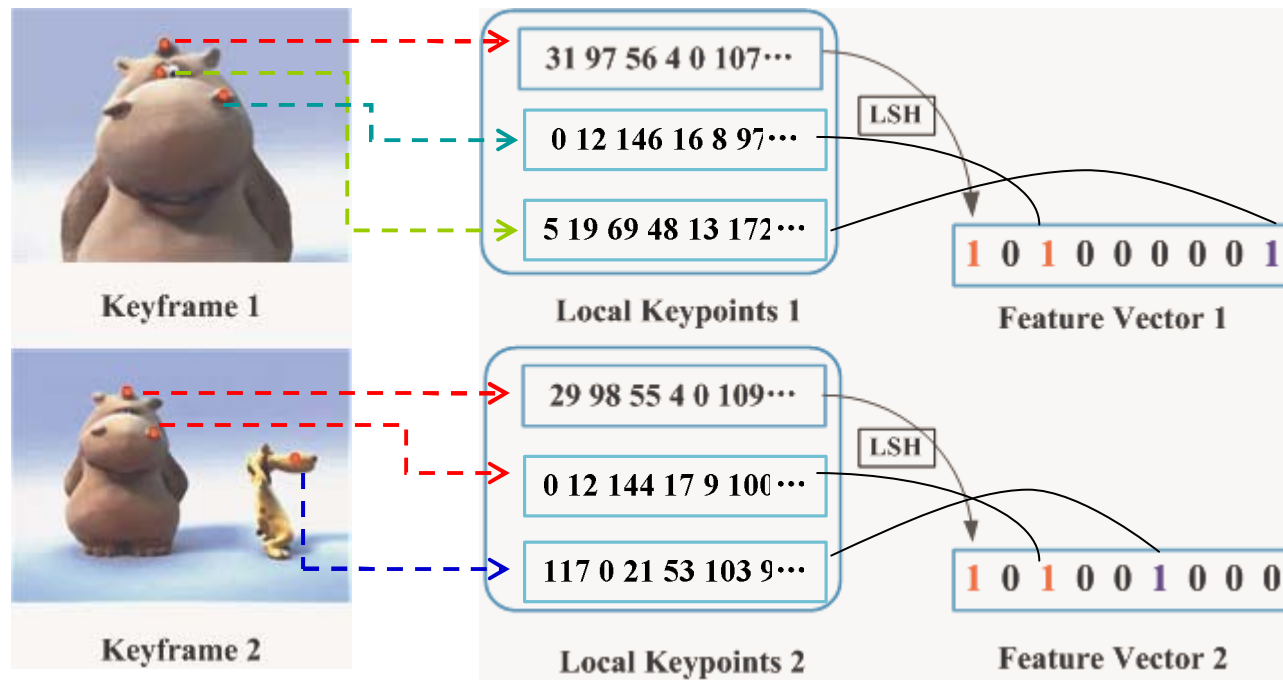 31 97 56 4 0 107...
LSH
0 12 146 16 8 97...
5 19 69 48 13 172...
1 0 1 0 0 0 0 0 1
Keyframe 1
Local Keypoints 1
Feature Vector 1
29 98 55 4 0 109...
LSH
0 12 144 17 9 100...
117 0 21 53 103 9...
1 0 1 0 0 1 0 0 0
Keyframe 2
Local Keypoints 2
Feature Vector 2